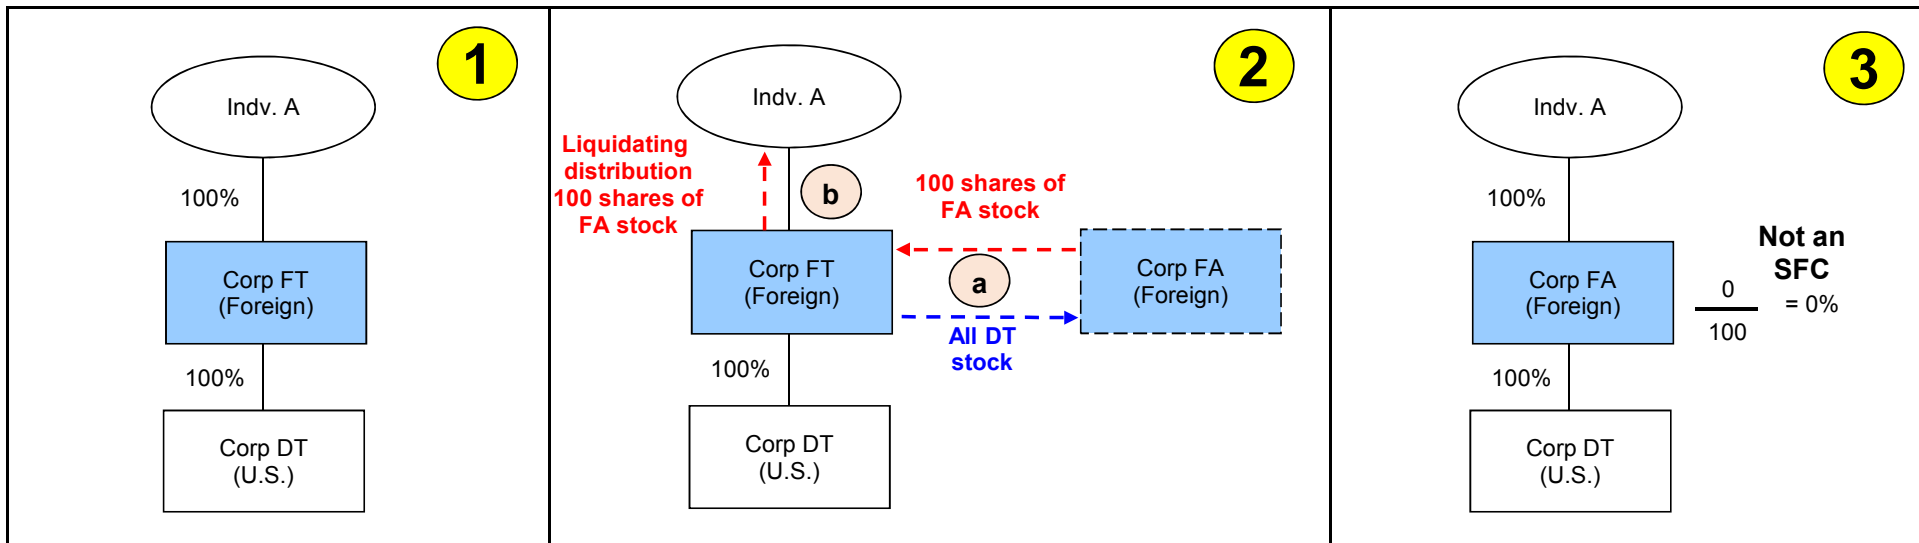 1
Indv. A
100%
Corp FT
(Foreign)
100%
Corp DT
(U.S.)
2
Indv. A
Liquidating
distribution
100 shares of
FA stock
b
100 shares of
FA stock
Corp FT
(Foreign)
a
Corp FA
(Foreign)
All DT
stock
100%
Corp DT
(U.S.)
3
Indv. A
100%
Corp FA
(Foreign)
Not an
SFC
0
100
= 0%
100%
Corp DT
(U.S.)